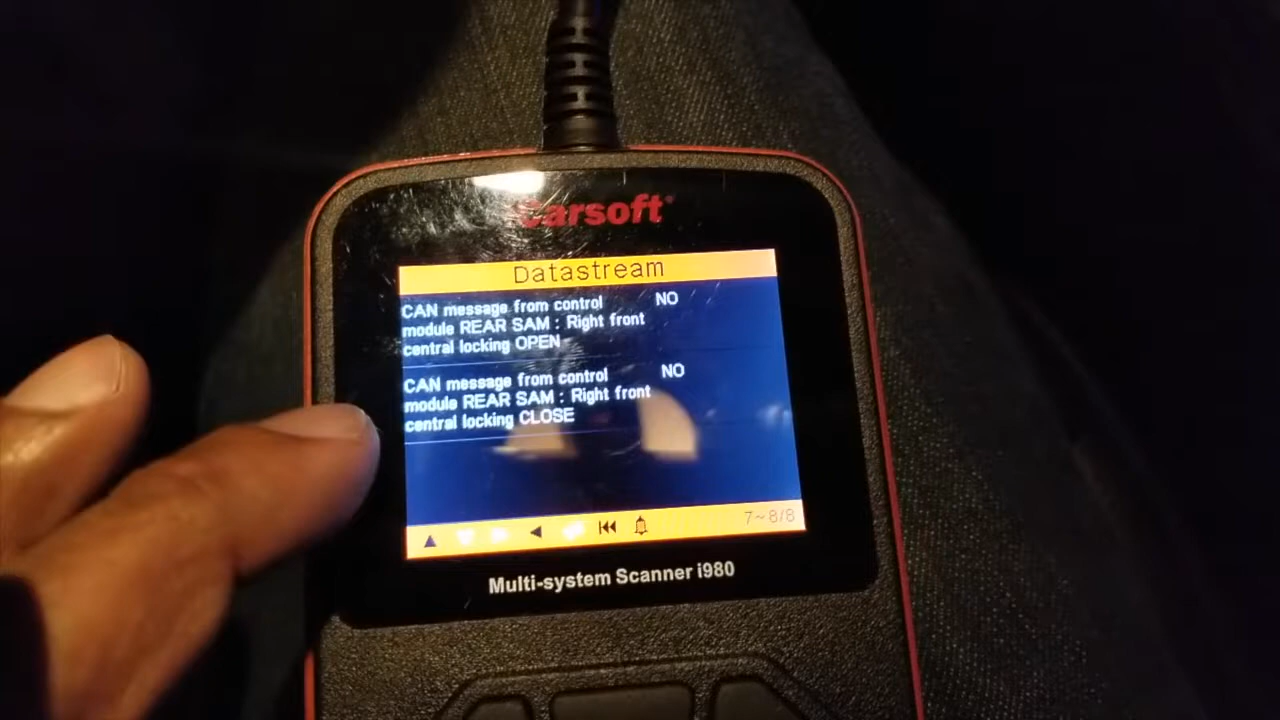 Carsoft
Datastream
CAN message from control NO
module REAR SAM : Right front
central locking OPEN
CAN message from control NO
module REAR SAM : Right front
central locking CLOSE
7~8/8
Multi-system Scanner i980